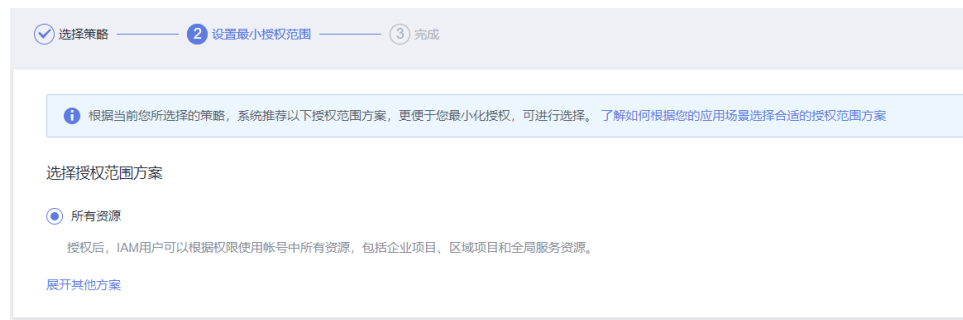 选择策略 2 设置最小授权范围 3 完成
根据当前您所选择的策略，系统推荐以下授权范围方案，更便于您最小化授权，可进行选择。 了解如何根据您的应用场景选择合适的授权范围方案
选择授权范围方案
所有资源
授权后，IAM用户可以根据权限使用帐号中所有资源，包括企业项目、区域项目和全局服务资源。
展开其他方案